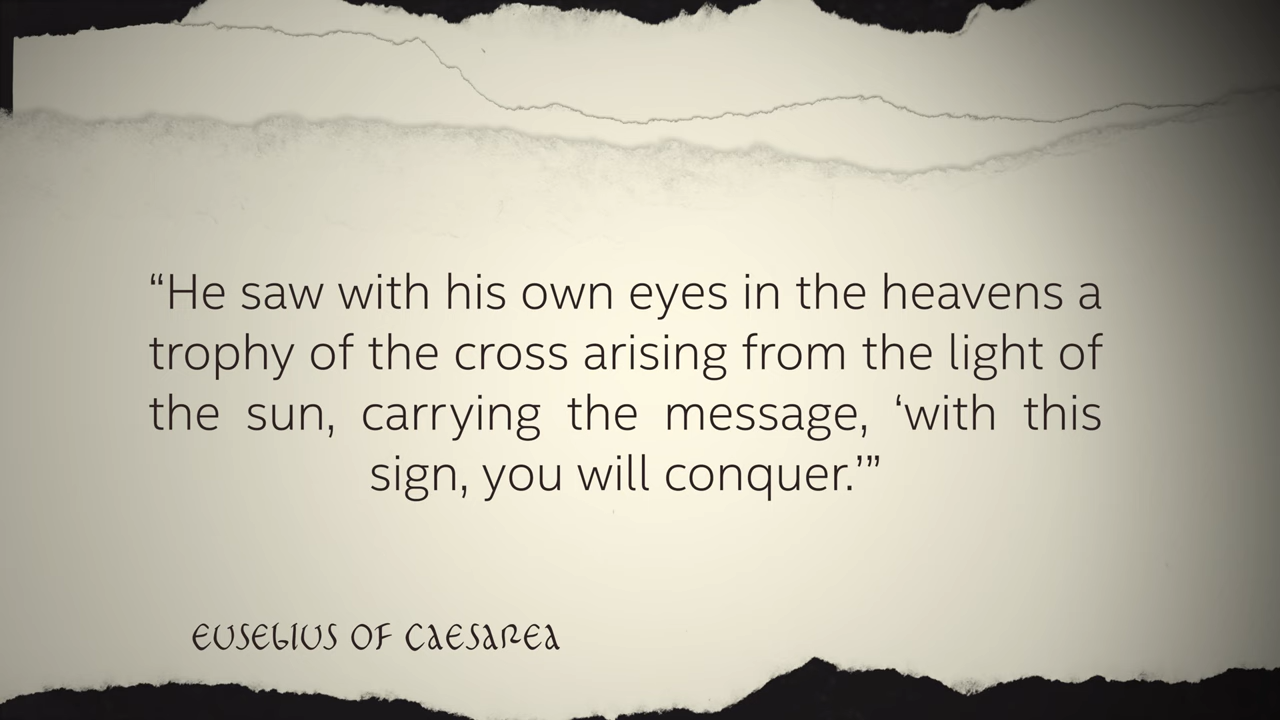 “He saw with his own eyes in the heavens a
trophy of the cross arising from the light of
the sun, carrying the message, ‘with this
sign, you will conquer.’”
EUSEBIUS OF CAESAREA